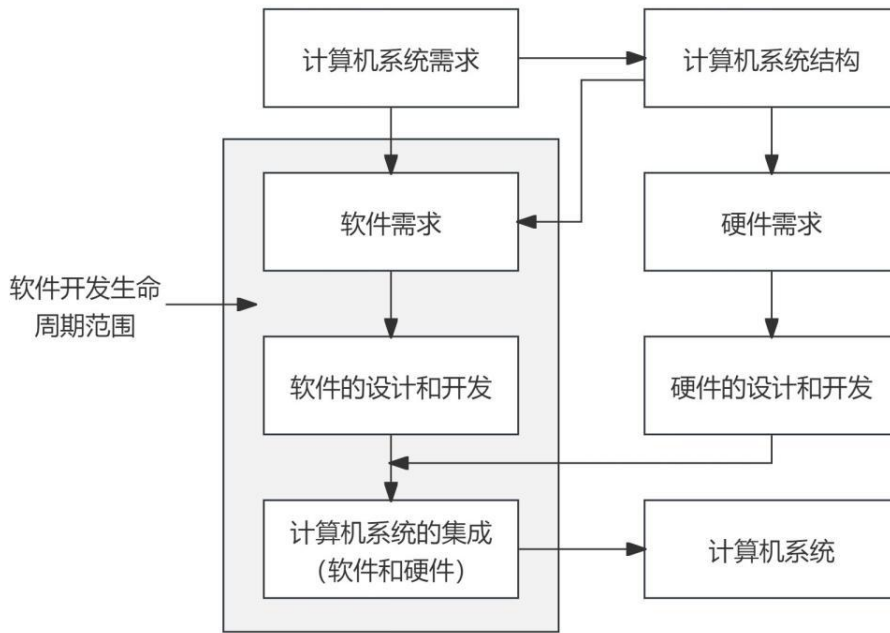 计算机系统需求
计算机系统结构
软件需求
硬件需求
软件开发生命
周期范围
软件的设计和开发
硬件的设计和开发
计算机系统的集成
（软件和硬件）
计算机系统